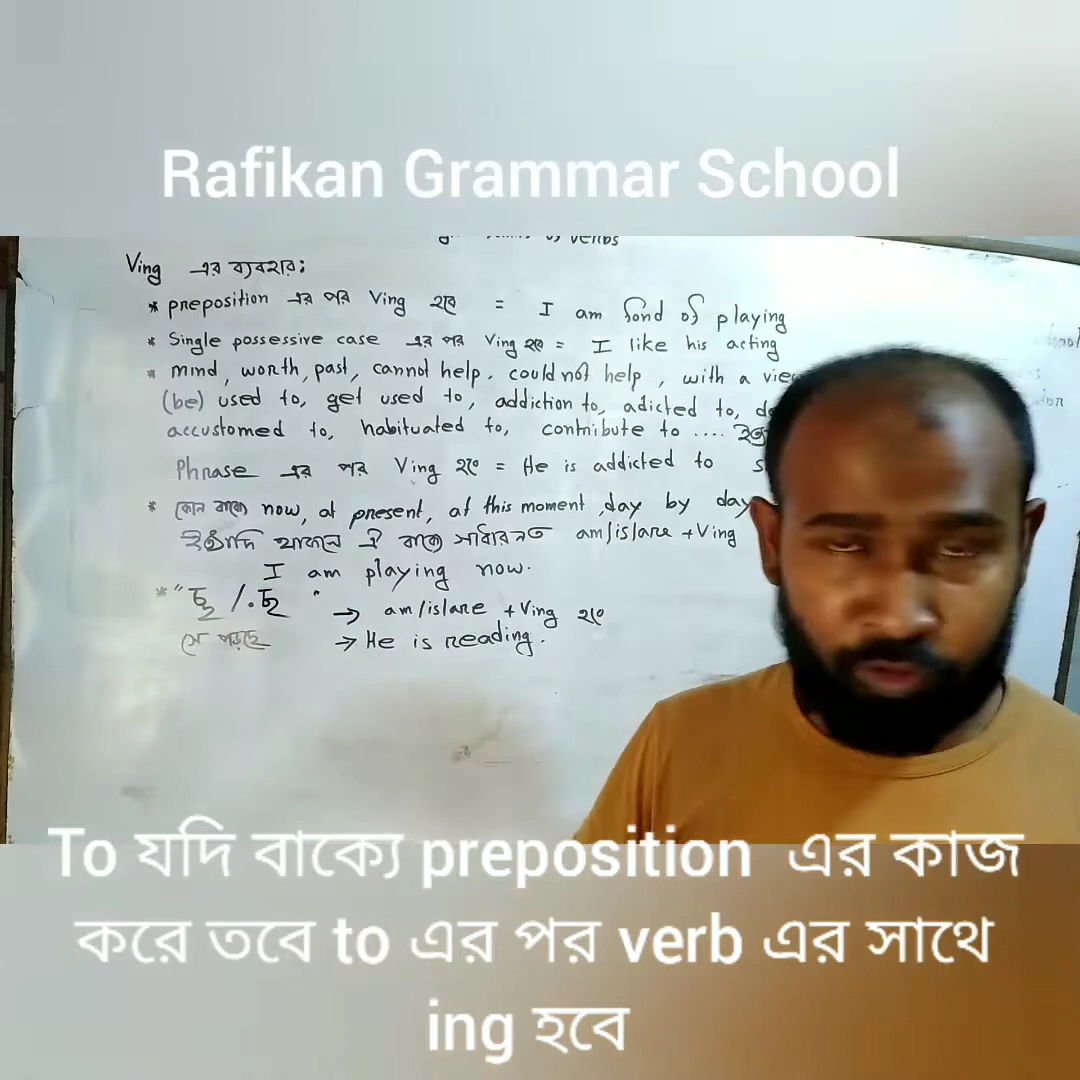 Rafikan Grammar School
verbs
Ving এর ব্যবহার:
* preposition এর পর Ving হবে = I am fond of playing
* Single possessive case এর পর Ving হবে = I like his acting
* mind, worth, past, cannot help. could not help, with a view
(be) used to, get used to, addiction to, adicted to,
accustomed to, habituated to, contribute to ....
Phrase এর পর Ving হবে = He is addicted to
* কোন বাক্যে now, at present, at this moment, day by day
ইত্যাদি থাকলে ঐ বাক্যে সাধারনত am/is/are +Ving
I am playing now.
* → am/is/are +Ving হবে
সে পড়ছে → He is reading.
To যদি বাক্যে preposition এর কাজ
করে তবে to এর পর verb এর সাথে
ing হবে